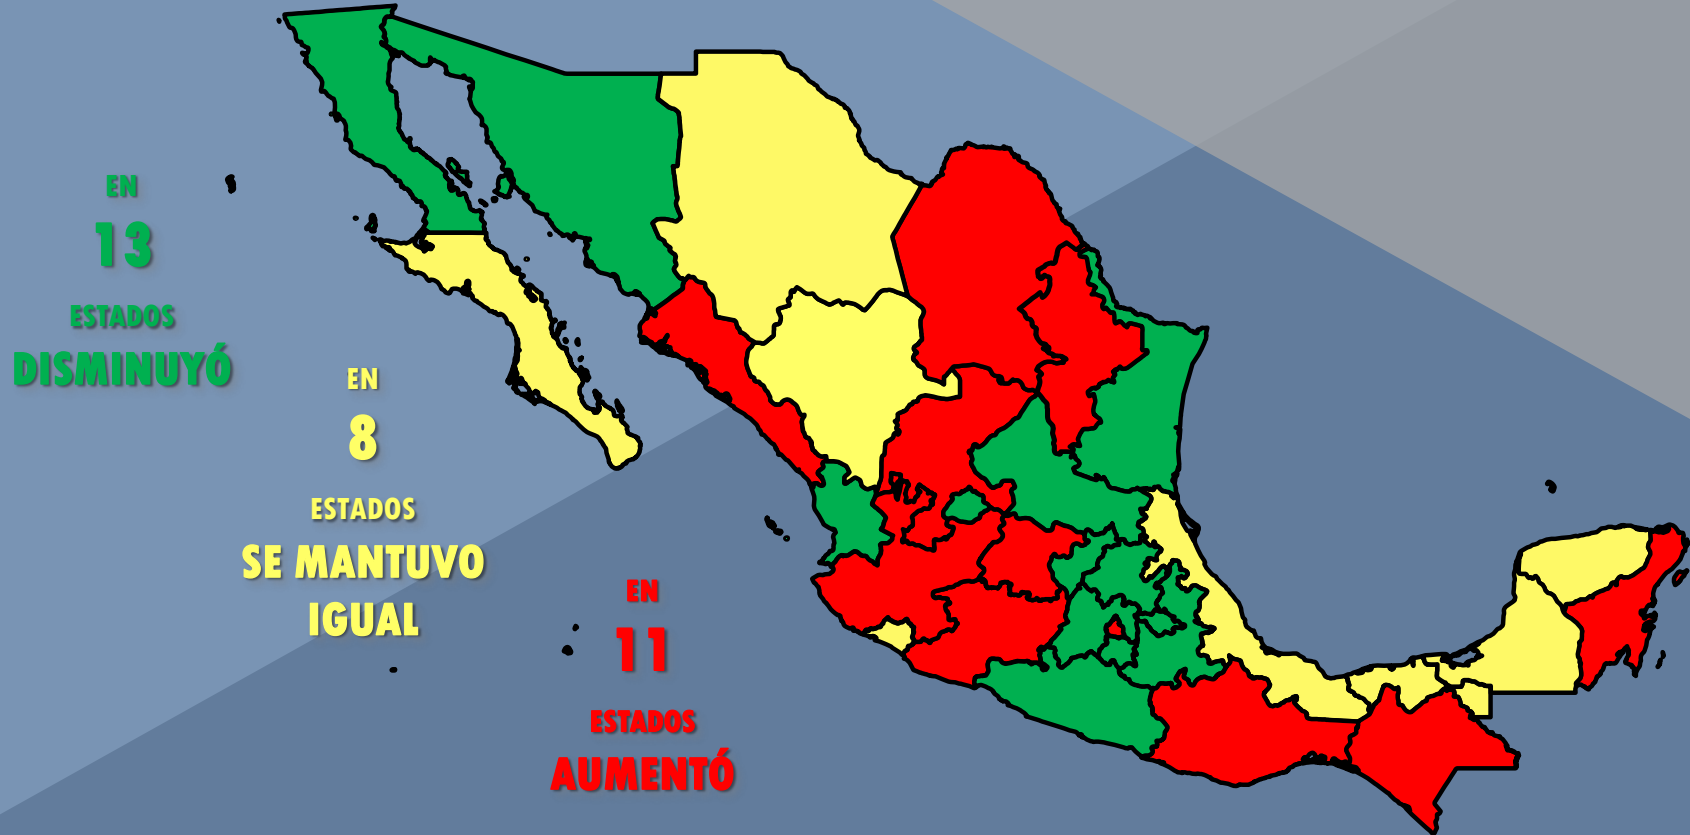 EN
13
ESTADOS
DISMINUYÓ
EN
8
ESTADOS
SE MANTUVO
IGUAL
EN
11
ESTADOS
AUMENTÓ